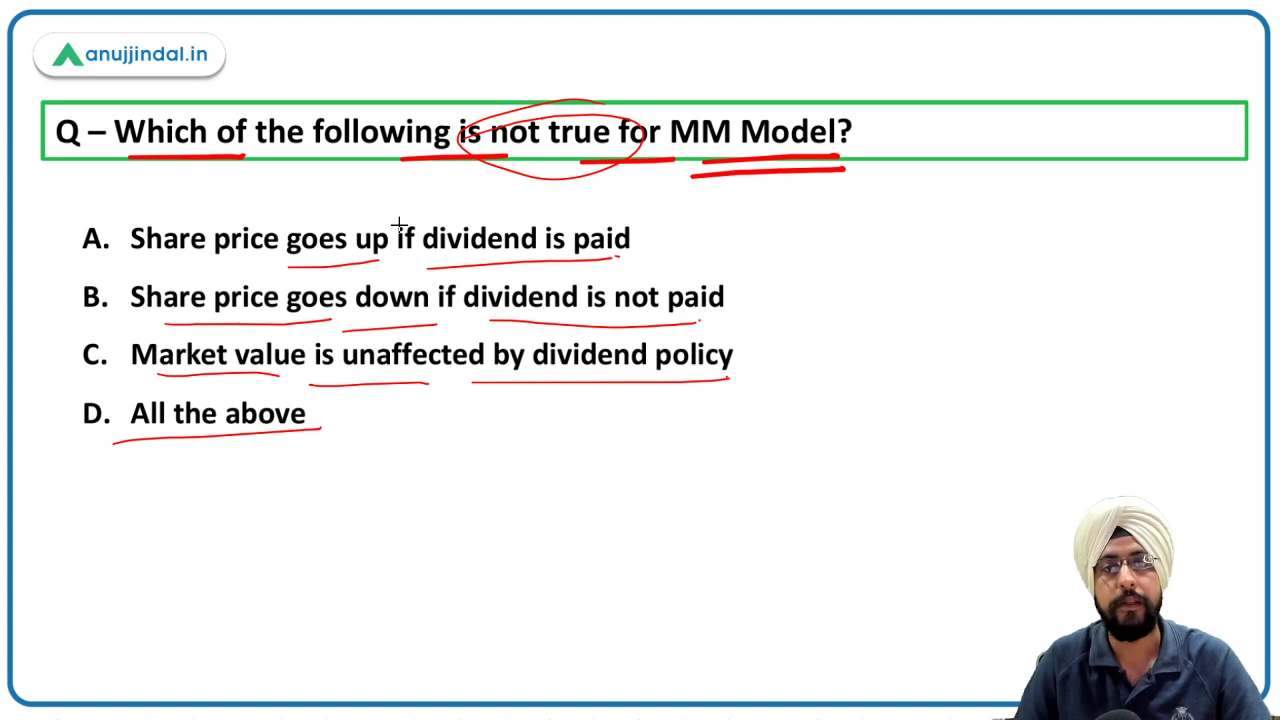 anujjindal.in
Q – Which of the following is not true for MM Model?
A. Share price goes up if dividend is paid
B. Share price goes down if dividend is not paid
C. Market value is unaffected by dividend policy
D. All the above